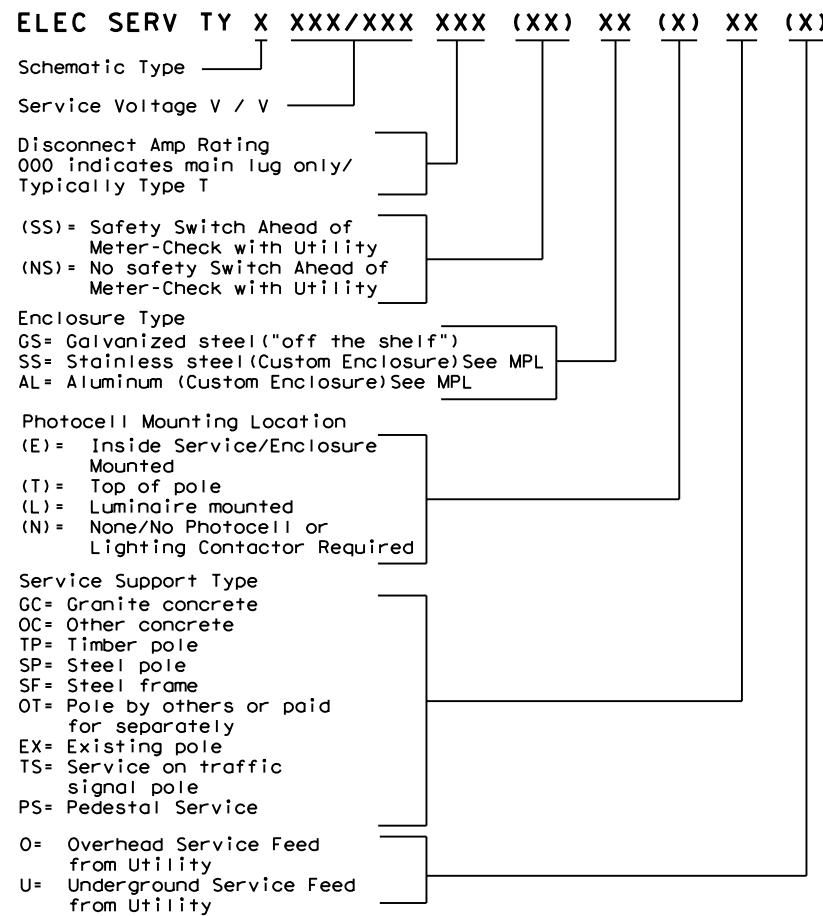 ELEC SERV TY X XXX/XXX XXX (XX) XX (X) XX (X)
Schematic Type
Service Voltage V / V
Disconnect Amp Rating
000 indicates main lug only/
Typically Type T
(SS)= Safety Switch Ahead of
Meter-Check with Utility
(NS)= No safety Switch Ahead of
Meter-Check with Utility
Enclosure Type
GS= Galvanized steel("off the shelf")
SS= Stainless steel(Custom Enclosure)See MPL
AL= Aluminum (Custom Enclosure)See MPL
Photocell Mounting Location
(E)= Inside Service/Enclosure
Mounted
(T)= Top of pole
(L)= Luminaire mounted
(N)= None/No Photocell or
Lighting Contactor Required
Service Support Type
GC= Granite concrete
OC= Other concrete
TP= Timber pole
SP= Steel pole
SF= Steel frame
OT= Pole by others or paid
for separately
EX= Existing pole
TS= Service on traffic
signal pole
PS= Pedestal Service
O= Overhead Service Feed
from Utility
U= Underground Service Feed
from Utility